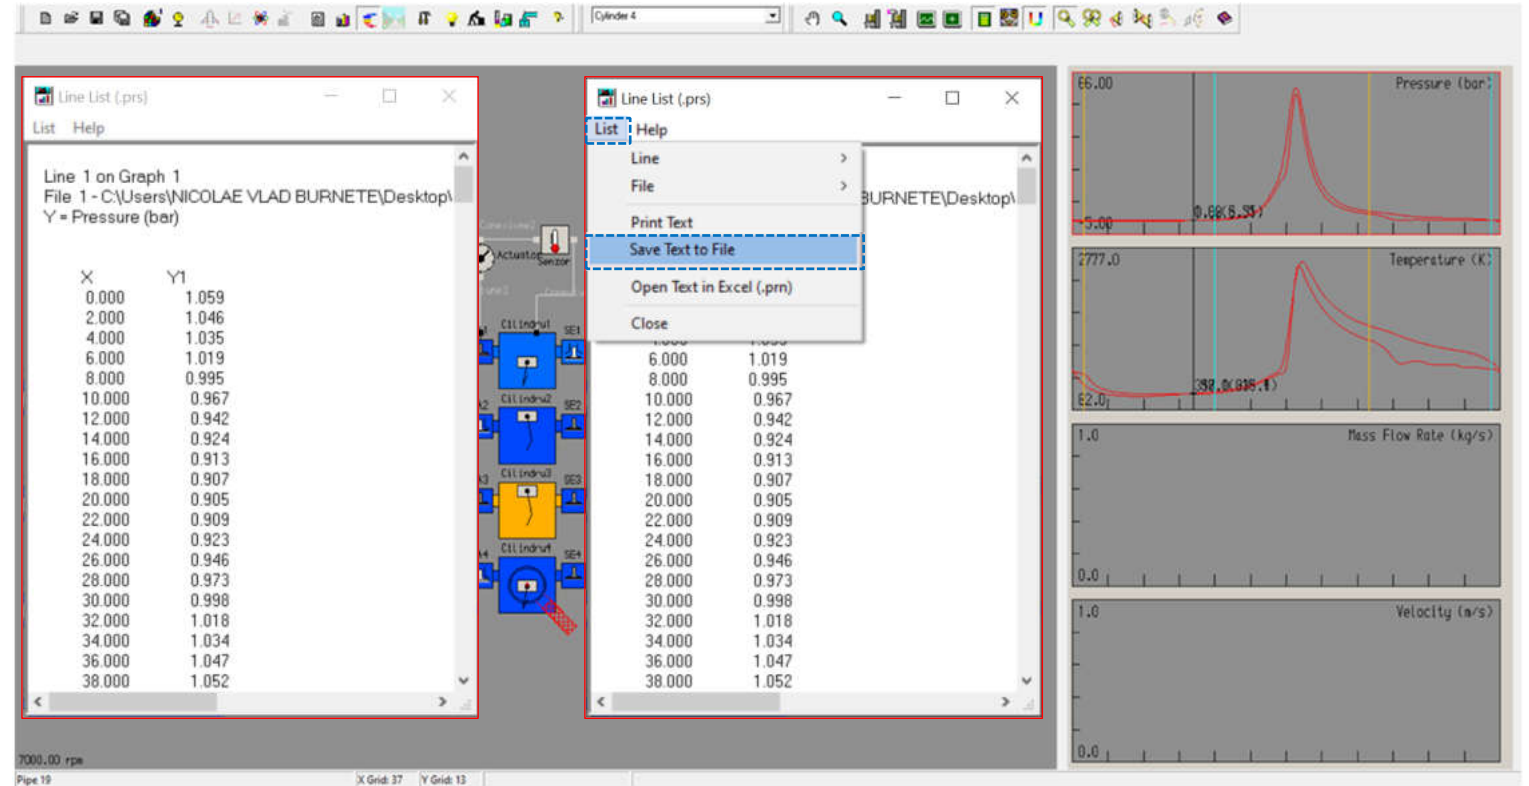 Cylinder 4
Line List (.prs)
List Help
Line 1 on Graph 1
File 1 - C:\Users\NICOLAE VLAD BURNETE\Desktop\
Y = Pressure (bar)
X Y1
0.000 1.059
2.000 1.046
4.000 1.035
6.000 1.019
8.000 0.995
10.000 0.967
12.000 0.942
14.000 0.924
16.000 0.913
18.000 0.907
20.000 0.905
22.000 0.909
24.000 0.923
26.000 0.946
28.000 0.973
30.000 0.998
32.000 1.018
34.000 1.034
36.000 1.047
38.000 1.052
Actuator
Senzor
Cilindru1
SE1
Cilindru2
SE2
Cilindru3
SE3
Cilindru4
SE4
Line List (.prs)
List Help
Line
File
Print Text
Save Text to File
Open Text in Excel (.prn)
Close
BURNETE\Desktop\
6.000 1.019
8.000 0.995
10.000 0.967
12.000 0.942
14.000 0.924
16.000 0.913
18.000 0.907
20.000 0.905
22.000 0.909
24.000 0.923
26.000 0.946
28.000 0.973
30.000 0.998
32.000 1.018
34.000 1.034
36.000 1.047
38.000 1.052
Pressure (bar)
-5.00
2777.0 Temperature (K)
1.0 Mass Flow Rate (kg/s)
0.0
1.0 Velocity (m/s)
0.0
7000.00 rpm
Pipe 19 X Grid: 37 Y Grid: 13